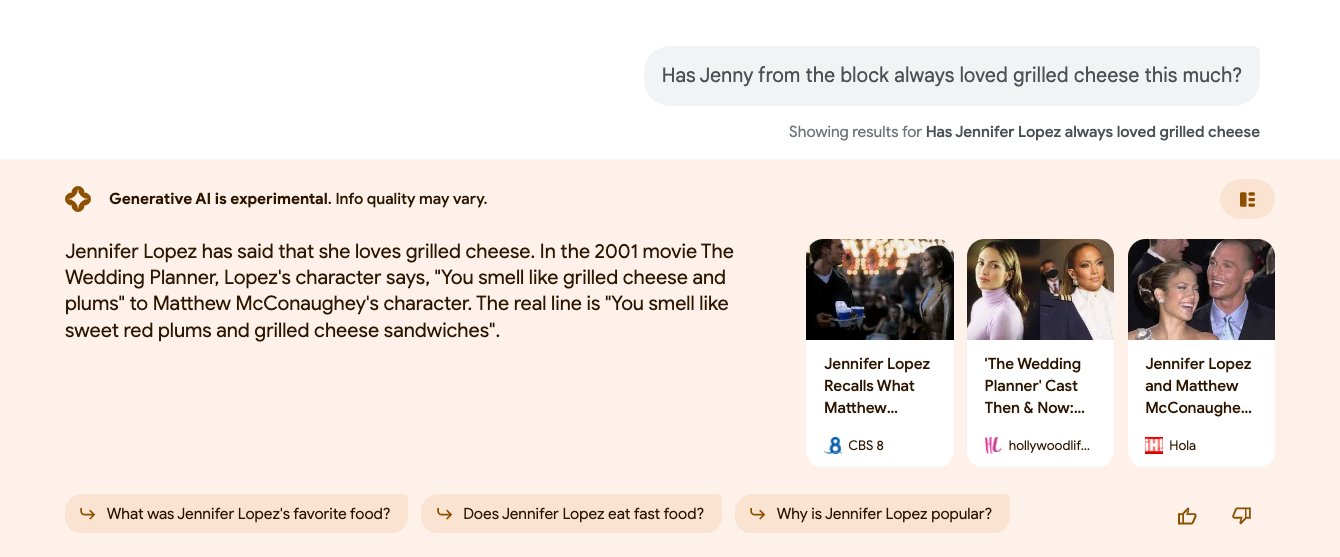 Has Jenny from the block always loved grilled cheese this much?
Showing results for Has Jennifer Lopez always loved grilled cheese
Generative AI is experimental. Info quality may vary.
Jennifer Lopez has said that she loves grilled cheese. In the 2001 movie The
Wedding Planner, Lopez's character says, "You smell like grilled cheese and
plums" to Matthew McConaughey's character. The real line is "You smell like
sweet red plums and grilled cheese sandwiches".
Jennifer Lopez
Recalls What
Matthew...
8 CBS 8
'The Wedding
Planner' Cast
Then & Now:...
HL hollywoodlif...
Jennifer Lopez
and Matthew
McConaughe...
H Hola
What was Jennifer Lopez's favorite food?
Does Jennifer Lopez eat fast food?
Why is Jennifer Lopez popular?